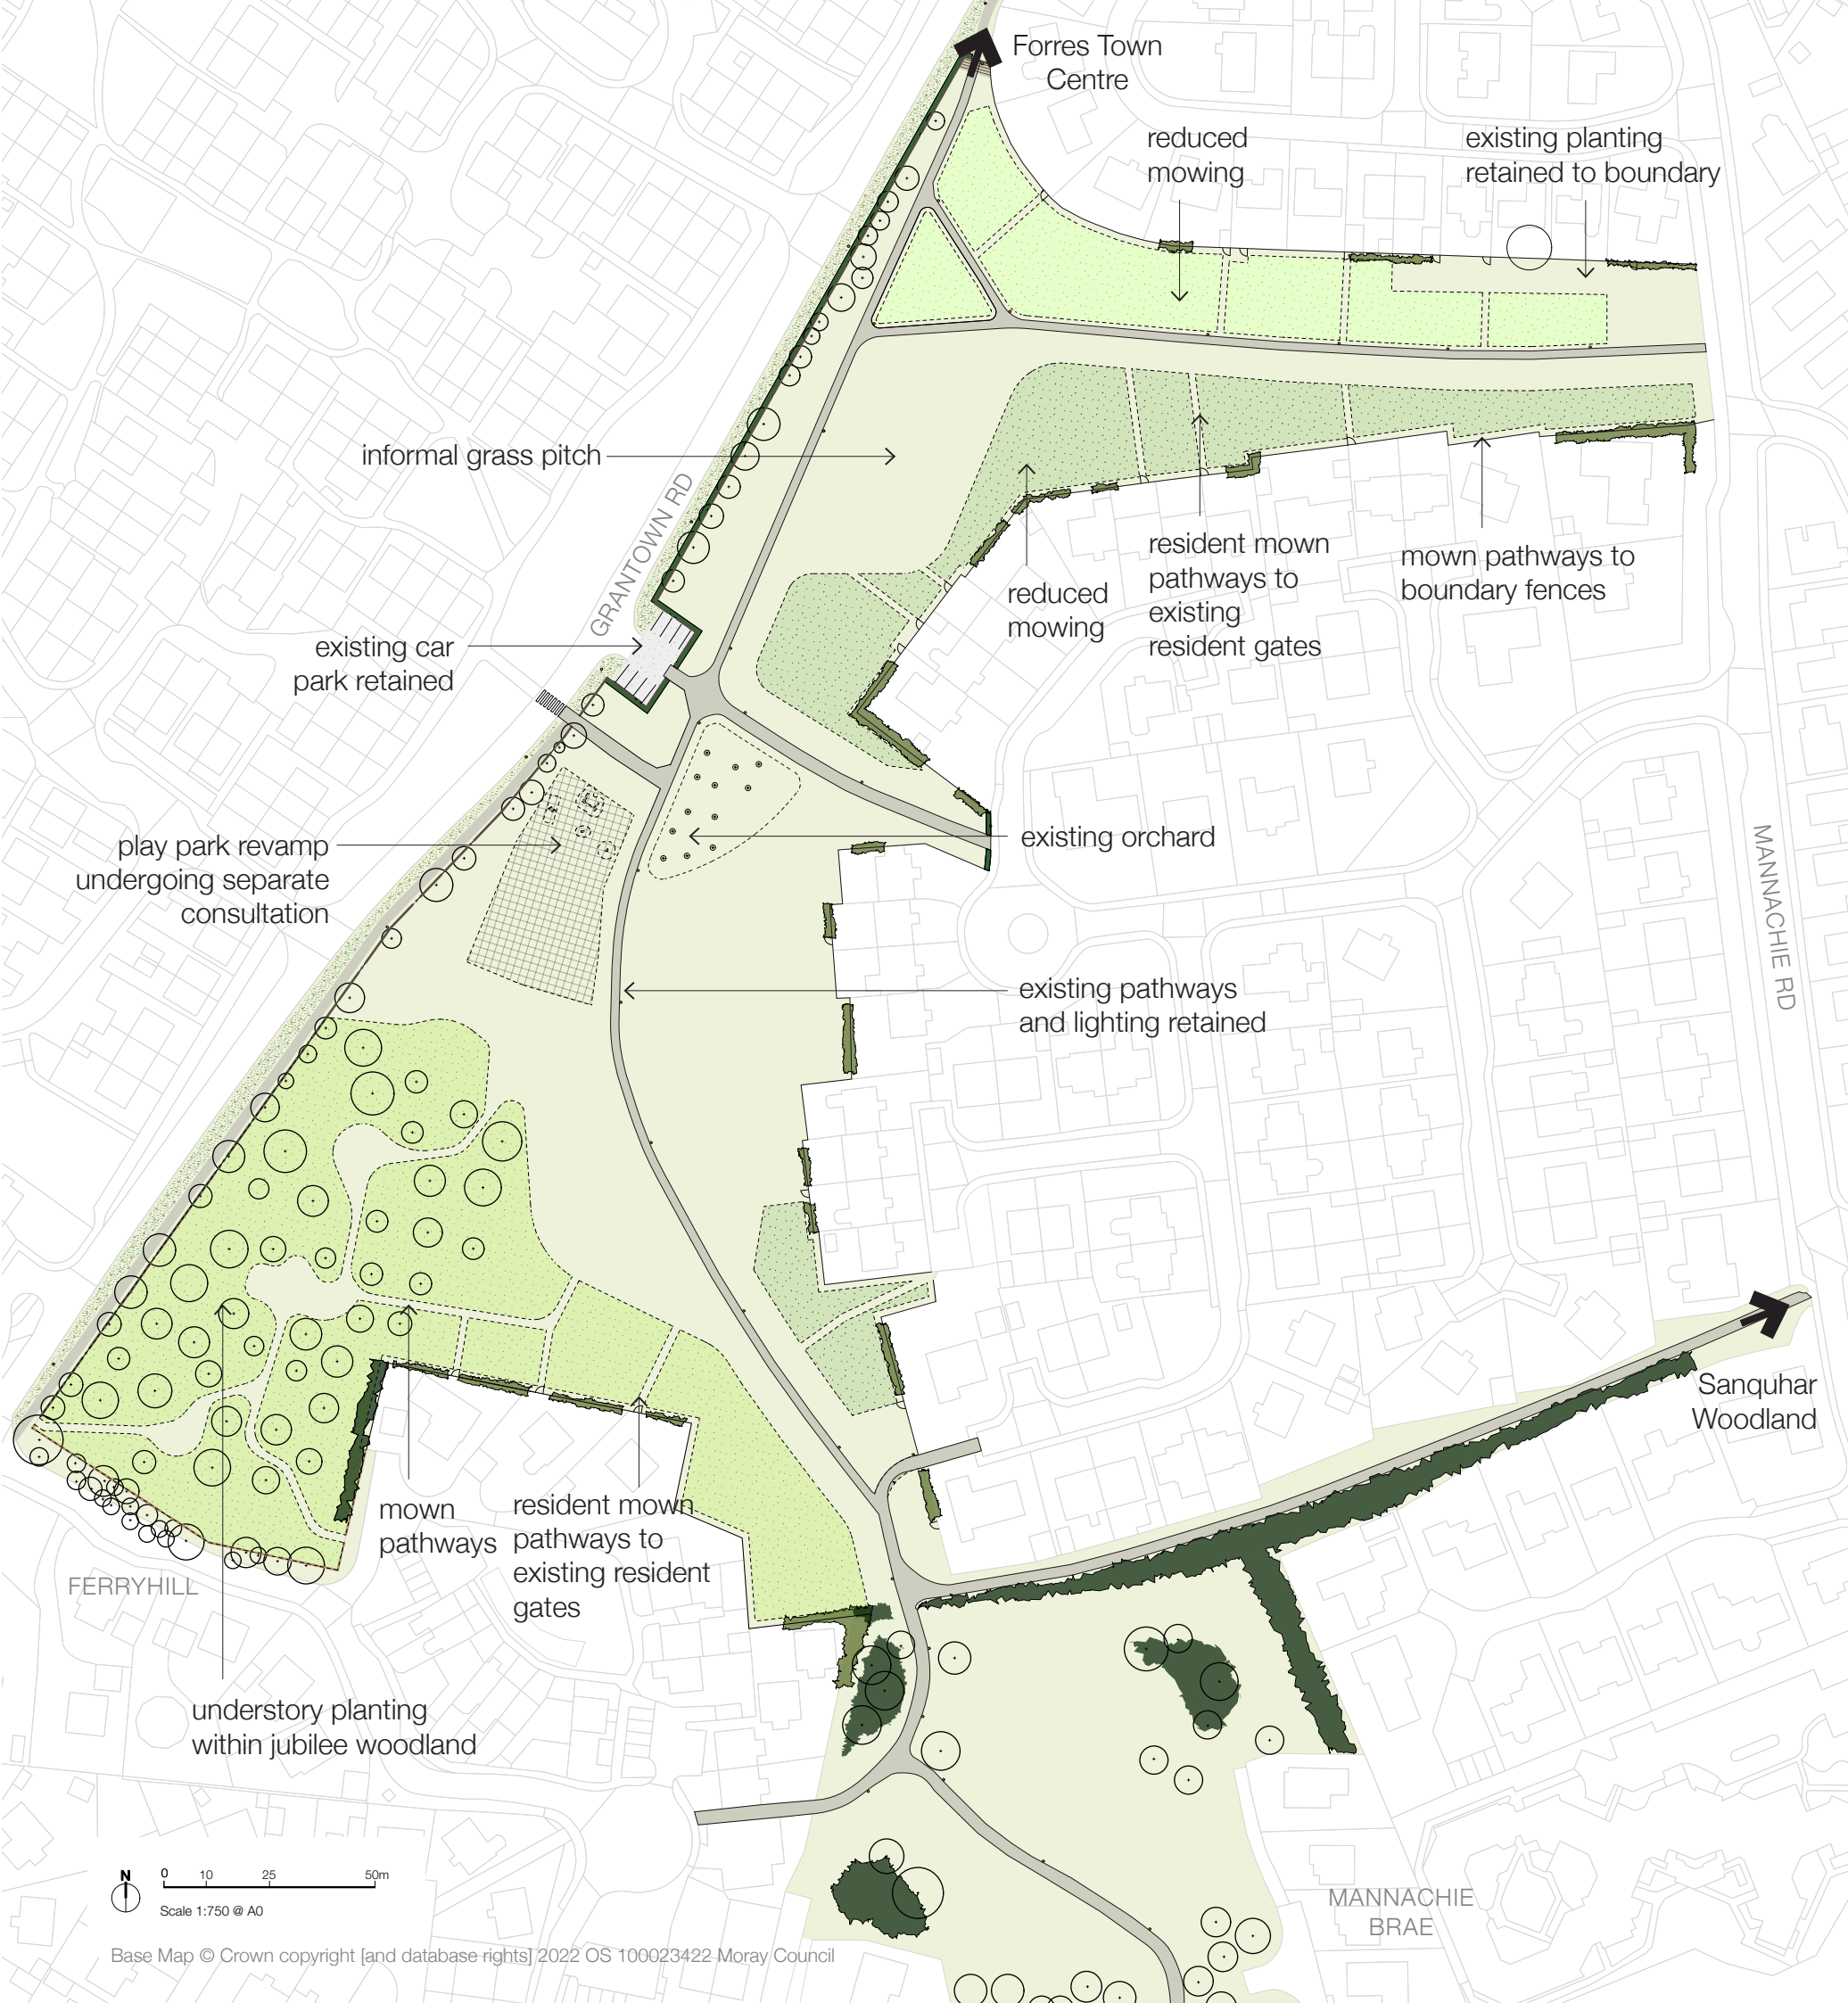 Forres Town
Centre
reduced
mowing
existing planting
retained to boundary
informal grass pitch
GRANTOWN RD
reduced
mowing
resident mown
pathways to
existing
resident gates
mown pathways to
boundary fences
existing car
park retained
play park revamp
undergoing separate
consultation
existing orchard
MANNACHIE RD
existing pathways
and lighting retained
Sanquhar
Woodland
mown
pathways
resident mown
pathways to
existing resident
gates
FERRYHILL
understory planting
within jubilee woodland
N
0 10 25 50m
Scale 1:750 @ A0
MANNACHIE
BRAE
Base Map © Crown copyright [and database rights] 2022 OS 100023422 Moray Council